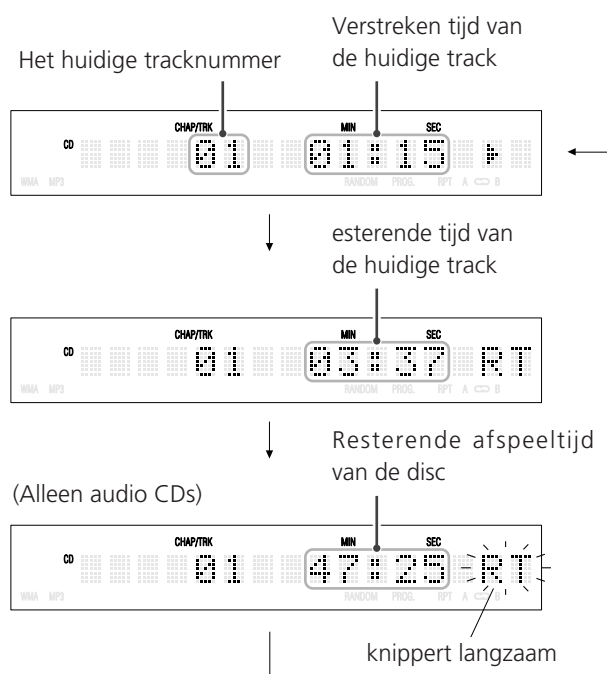 Verstreken tijd van
Het huidige tracknummer
de huidige track
CHAP/TRK MIN SEC
CD 01 01:15
WMA MP3 RANDOM PROG. RPT A B
esterende tijd van
de huidige track
CHAP/TRK MIN SEC
CD 01 03:37 RT
WMA MP3 RANDOM PROG. RPT A B
Resterende afspeeltijd
van de disc
(Alleen audio CDs)
CHAP/TRK MIN SEC
CD 01 47:25 RT
WMA MP3 RANDOM PROG. RPT A B
knippert langzaam